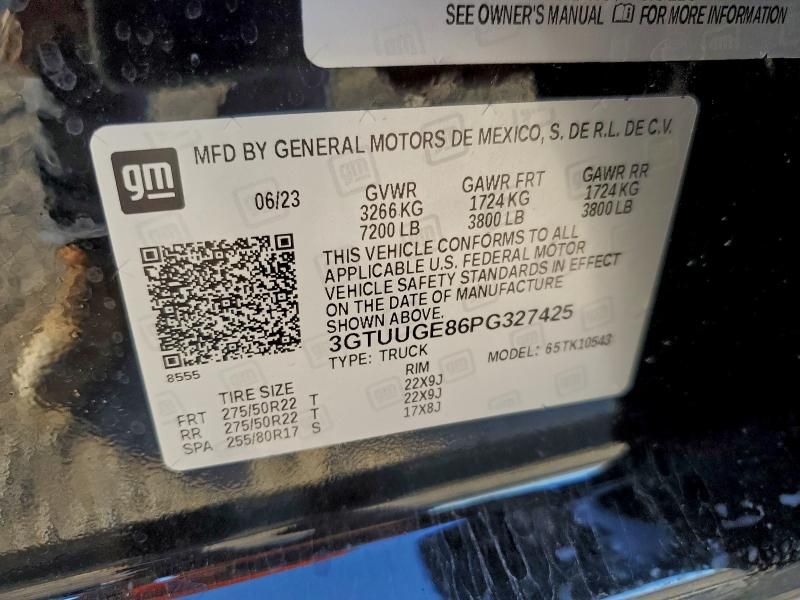 SEE OWNER'S MANUAL FOR MORE INFORMATION
gm
MFD BY GENERAL MOTORS DE MEXICO, S. DE R.L. DE C.V.
06/23 GVWR GAWR FRT GAWR RR
3266 KG 1724 KG 1724 KG
7200 LB 3800 LB 3800 LB
THIS VEHICLE CONFORMS TO ALL
APPLICABLE U.S. FEDERAL MOTOR
VEHICLE SAFETY STANDARDS IN EFFECT
ON THE DATE OF MANUFACTURE
SHOWN ABOVE.
3GTUUGE86PG327425
TYPE: TRUCK MODEL: 65TK10543
8555
TIRE SIZE RIM
FRT 275/50R22 T 22X9J
RR 275/50R22 T 22X9J
SPA 255/80R17 S 17X8J